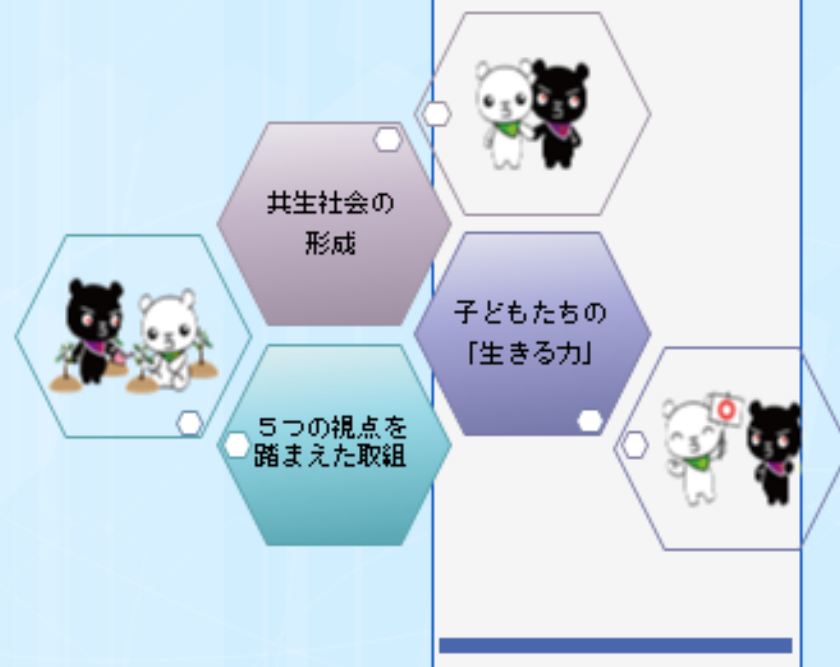 共生社会の
形成
子どもたちの
「生きる力」
５つの視点を
踏まえた取組